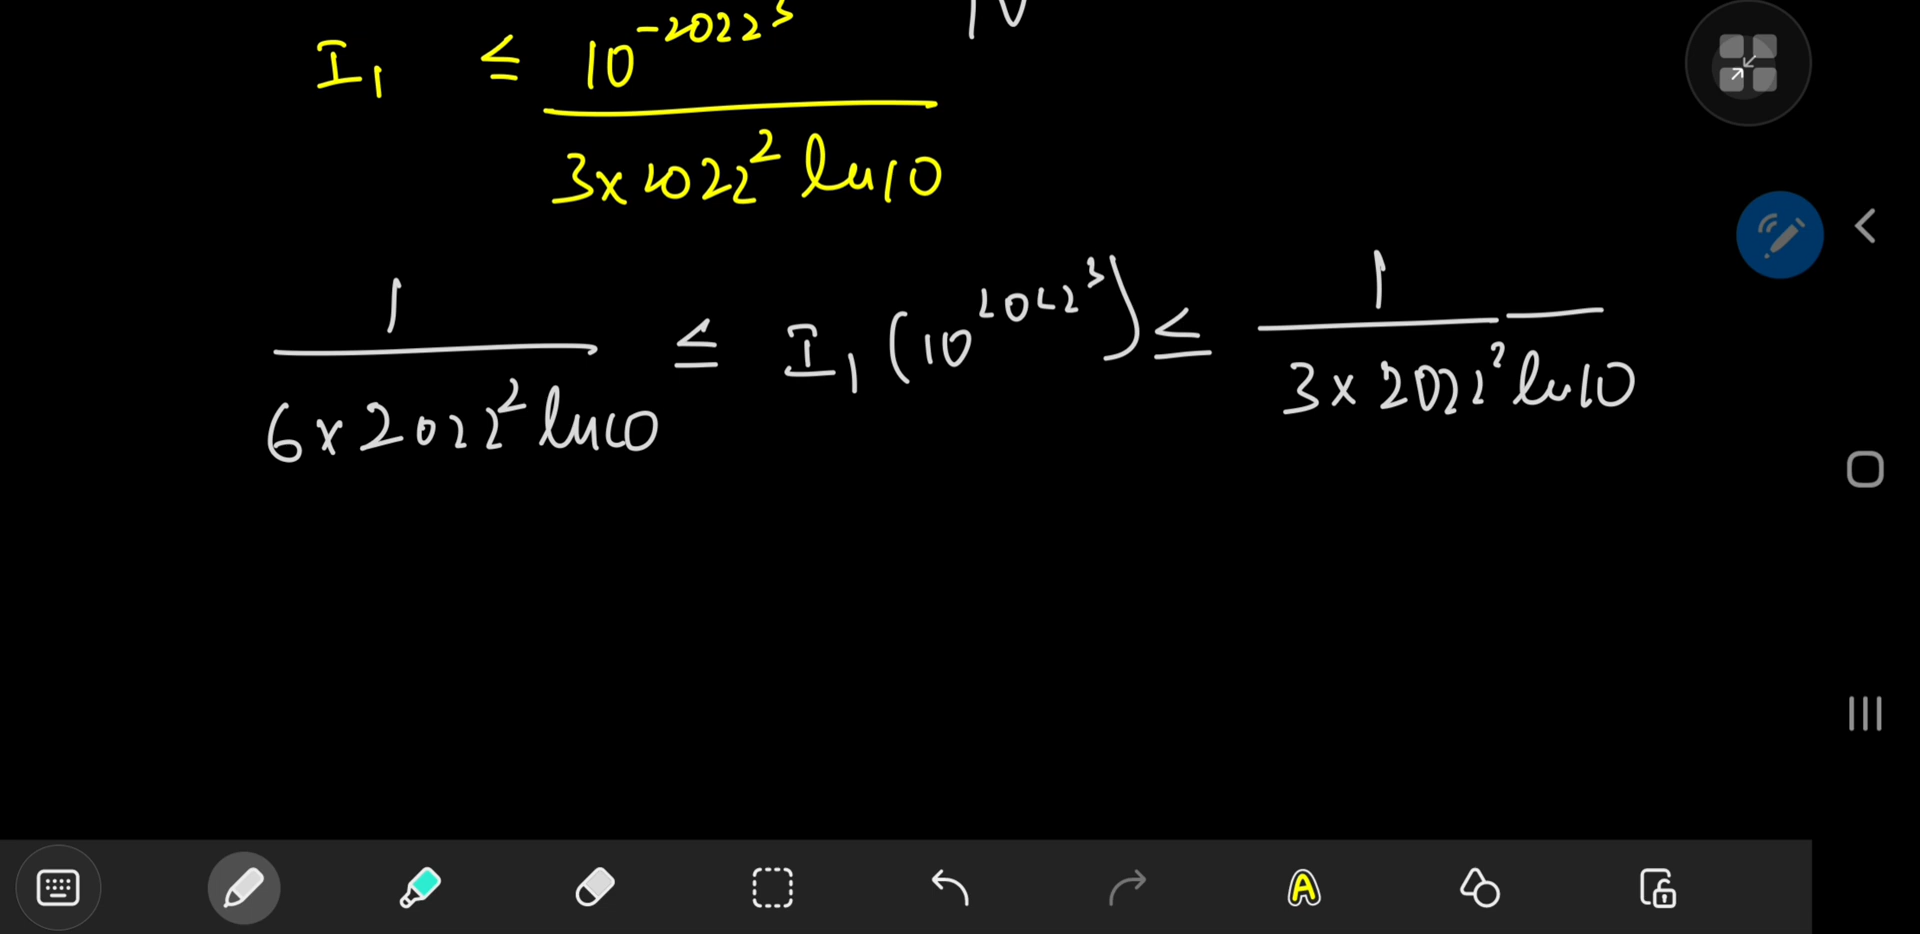 I₁ ≤ 10^(-2022³) / (3 × 2022² ln10)
1 / (6 × 2022² ln10) ≤ I₁ (10^(2022³)) ≤ 1 / (3 × 2022² ln10)
A